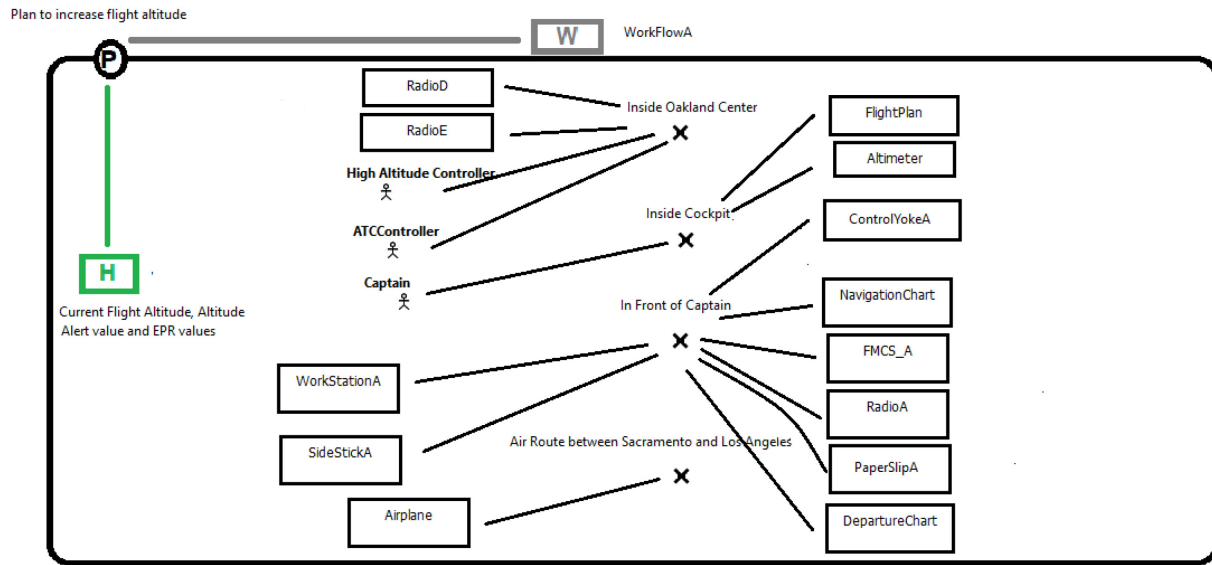 Plan to increase flight altitude
W
WorkFlowA
P
RadioD
Inside Oakland Center
FlightPlan
RadioE
Altimeter
High Altitude Controller
Inside Cockpit
ControlYokeA
ATCController
H
Captain
In Front of Captain
NavigationChart
Current Flight Altitude, Altitude
Alert value and EPR values
FMCS_A
WorkStationA
RadioA
SideStickA
Air Route between Sacramento and Los Angeles
PaperSlipA
Airplane
DepartureChart